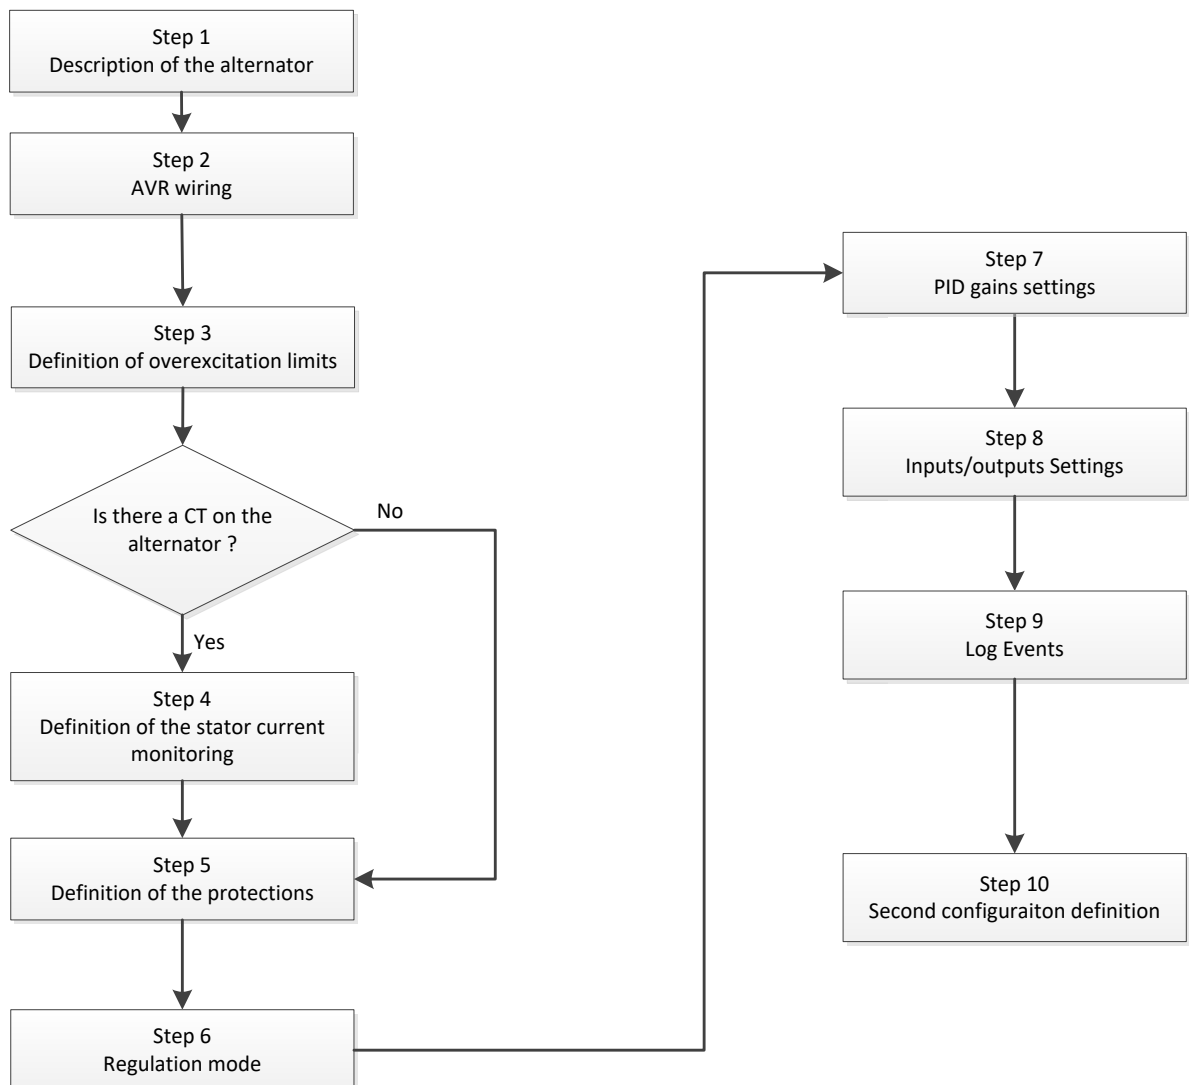 Step 1
Description of the alternator
Step 2
AVR wiring
Step 3
Definition of overexcitation limits
Is there a CT on the
alternator ?
No
Yes
Step 4
Definition of the stator current
monitoring
Step 5
Definition of the protections
Step 6
Regulation mode
Step 7
PID gains settings
Step 8
Inputs/outputs Settings
Step 9
Log Events
Step 10
Second configuraiton definition